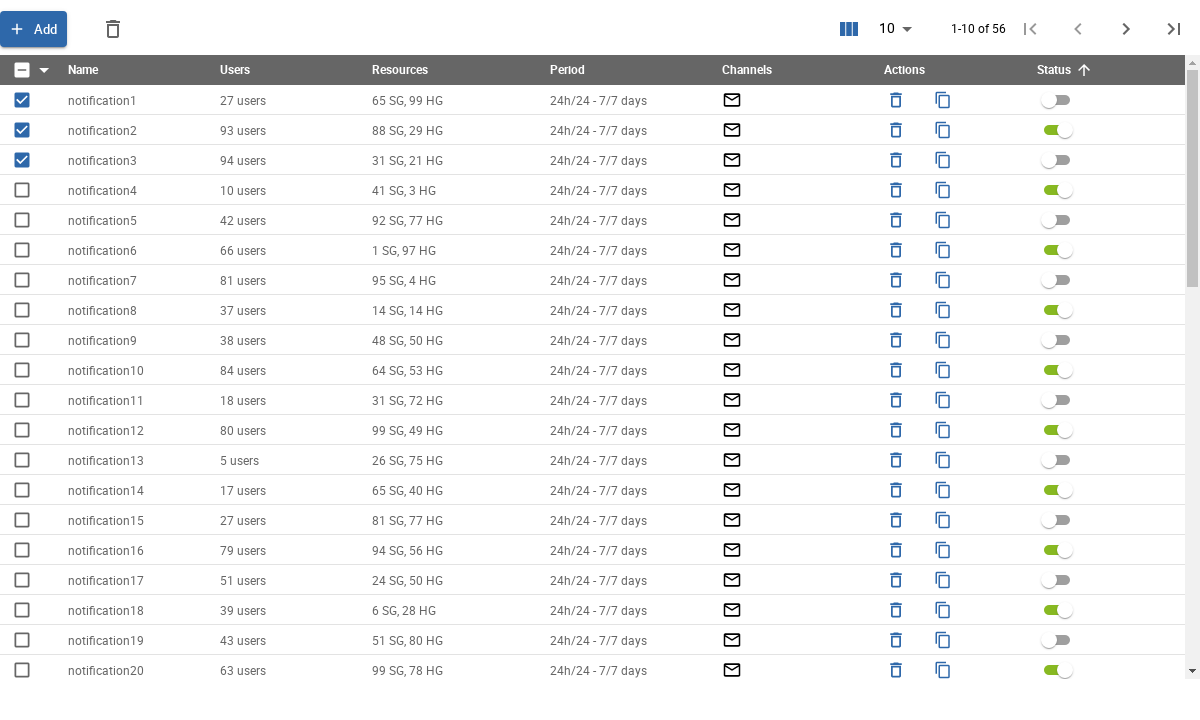 Add 10 1-10 of 56
Name Users Resources Period Channels Actions Status
notification1 27 users 65 SG, 99 HG 24h/24 - 7/7 days
notification2 93 users 88 SG, 29 HG 24h/24 - 7/7 days
notification3 94 users 31 SG, 21 HG 24h/24 - 7/7 days
notification4 10 users 41 SG, 3 HG 24h/24 - 7/7 days
notification5 42 users 92 SG, 77 HG 24h/24 - 7/7 days
notification6 66 users 1 SG, 97 HG 24h/24 - 7/7 days
notification7 81 users 95 SG, 4 HG 24h/24 - 7/7 days
notification8 37 users 14 SG, 14 HG 24h/24 - 7/7 days
notification9 38 users 48 SG, 50 HG 24h/24 - 7/7 days
notification10 84 users 64 SG, 53 HG 24h/24 - 7/7 days
notification11 18 users 31 SG, 72 HG 24h/24 - 7/7 days
notification12 80 users 99 SG, 49 HG 24h/24 - 7/7 days
notification13 5 users 26 SG, 75 HG 24h/24 - 7/7 days
notification14 17 users 65 SG, 40 HG 24h/24 - 7/7 days
notification15 27 users 81 SG, 77 HG 24h/24 - 7/7 days
notification16 79 users 94 SG, 56 HG 24h/24 - 7/7 days
notification17 51 users 24 SG, 50 HG 24h/24 - 7/7 days
notification18 39 users 6 SG, 28 HG 24h/24 - 7/7 days
notification19 43 users 51 SG, 80 HG 24h/24 - 7/7 days
notification20 63 users 99 SG, 78 HG 24h/24 - 7/7 days